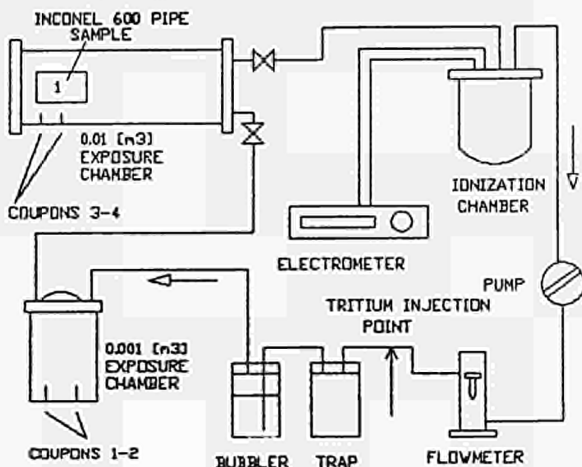 INCONEL 600 PIPE
SAMPLE
1
0.01 [m3]
EXPOSURE
CHAMBER
COUPONS 3-4
IONIZATION
CHAMBER
ELECTROMETER
PUMP
TRITIUM INJECTION
POINT
0.001 [m3]
EXPOSURE
CHAMBER
COUPONS 1-2
BUBBLER
TRAP
FLOWMETER